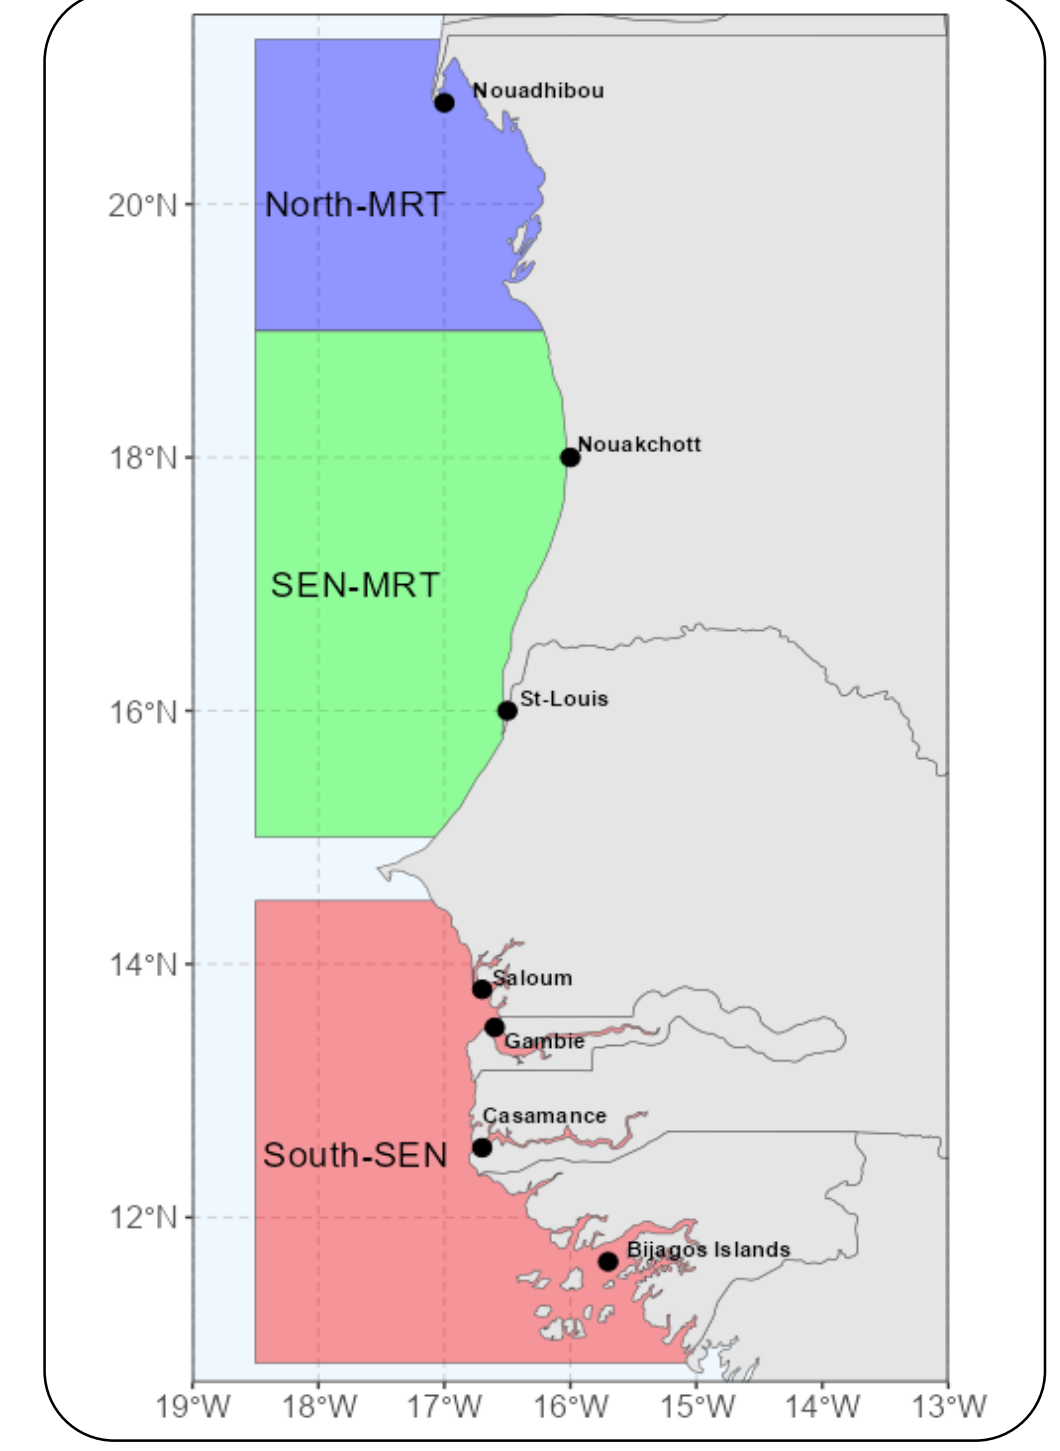 Nouadhibou
20°N
North-MRT
Nouakchott
18°N
SEN-MRT
St-Louis
16°N
14°N
Saloum
Gambie
Casamance
South-SEN
12°N
Bijagos Islands
19°W 18°W 17°W 16°W 15°W 14°W 13°W